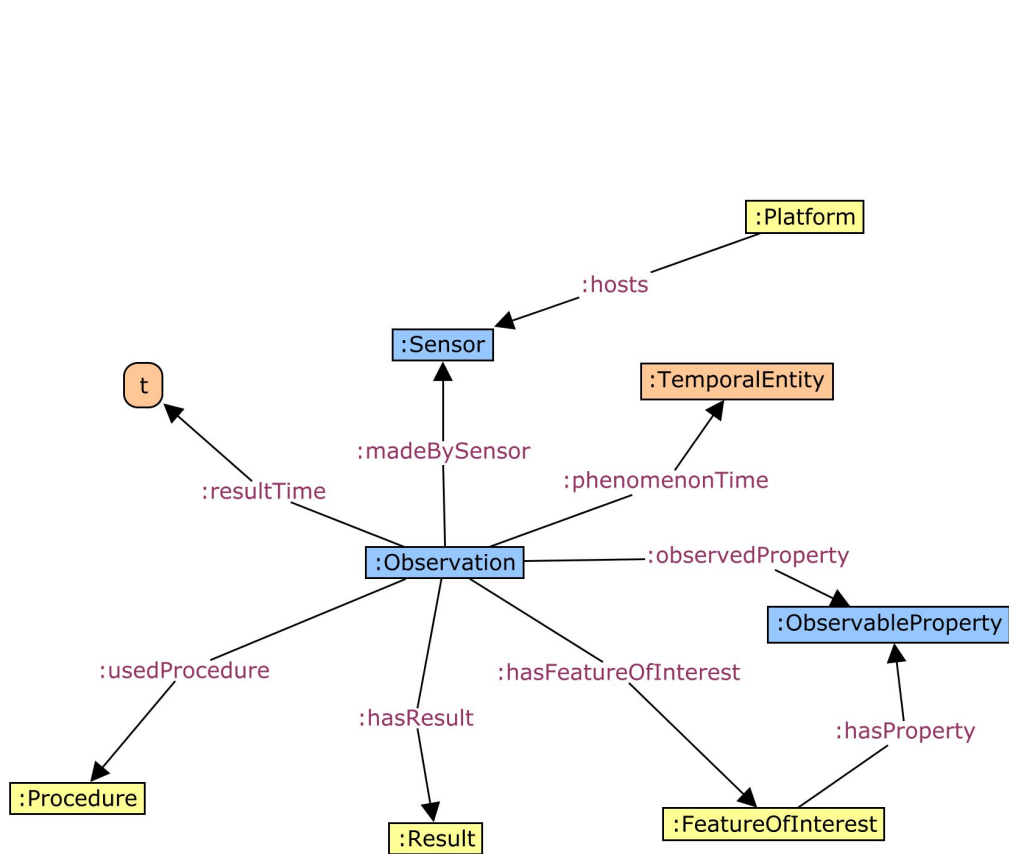 :Platform
:hosts
:Sensor
t
:TemporalEntity
:madeBySensor
:phenomenonTime
:resultTime
:Observation
:observedProperty
:ObservableProperty
:usedProcedure
:hasFeatureOfInterest
:hasResult
:hasProperty
:Procedure
:FeatureOfInterest
:Result